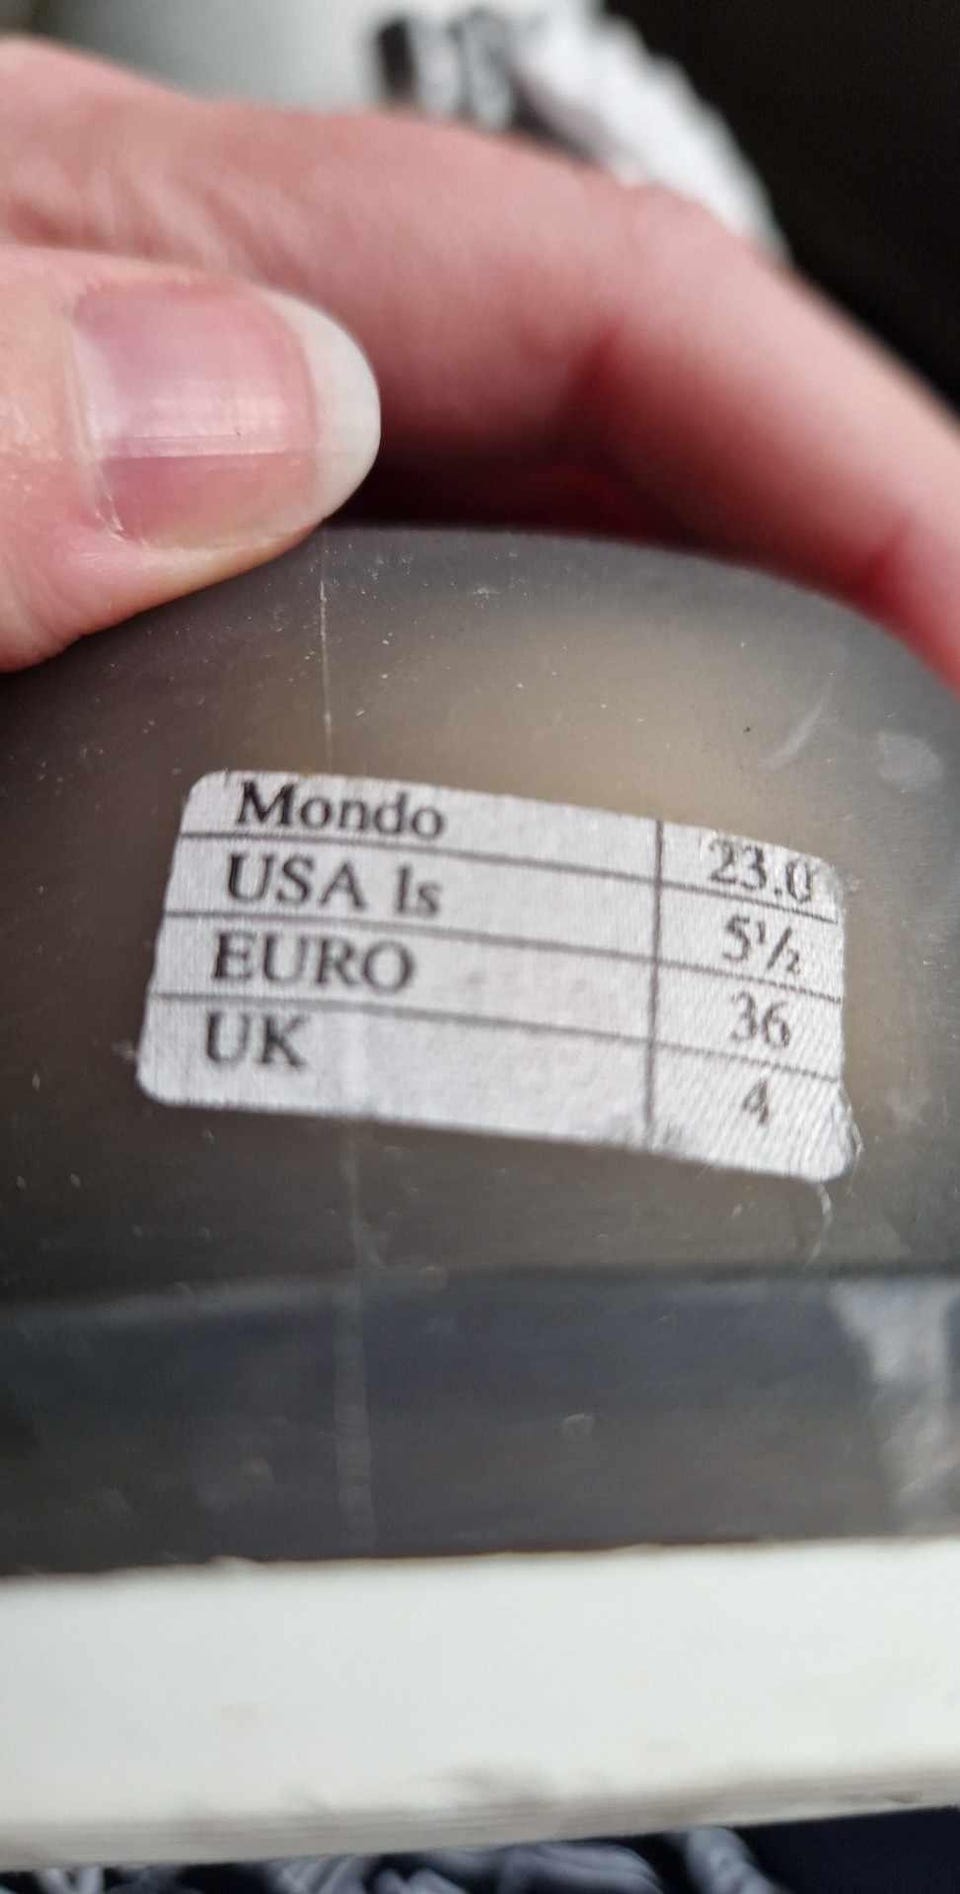 Mondo 23.0
USA ls 5½
EURO 36
UK 4